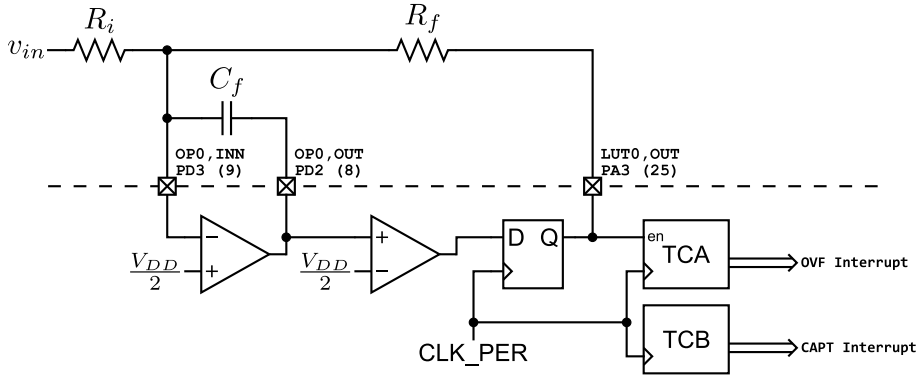 R_i
R_f
v_in
C_f
OP0,INN
PD3 (9)
OP0,OUT
PD2 (8)
LUT0,OUT
PA3 (25)
−
+
V_DD
2
+
−
V_DD
2
D Q
en
TCA
OVF Interrupt
TCB
CAPT Interrupt
CLK_PER